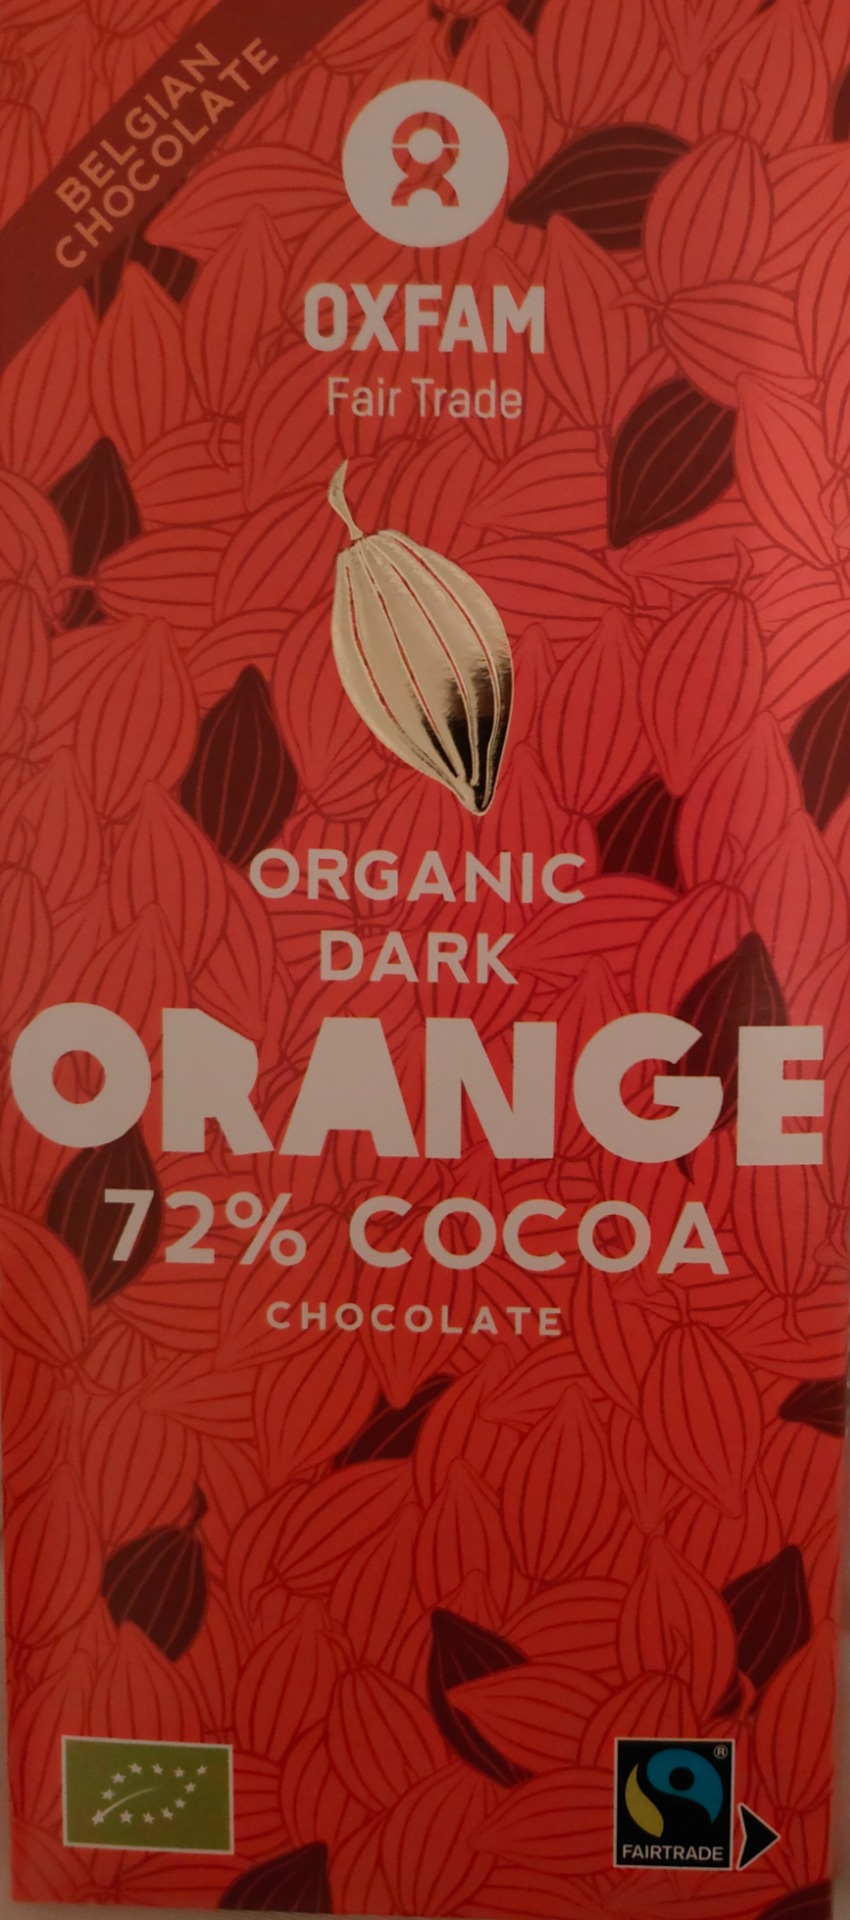 BELGIAN
CHOCOLATE
OXFAM
Fair Trade
ORGANIC
DARK
ORANGE
72% COCOA
CHOCOLATE
®
FAIRTRADE